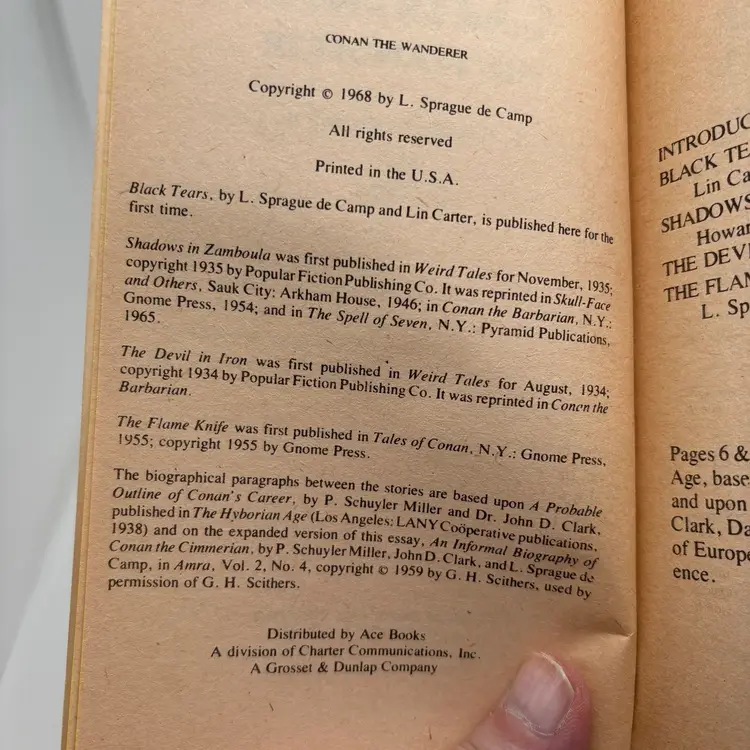 CONAN THE WANDERER
Copyright © 1968 by L. Sprague de Camp
All rights reserved
Printed in the U.S.A.
Black Tears, by L. Sprague de Camp and Lin Carter, is published here for the
first time.
Shadows in Zamboula was first published in Weird Tales for November, 1935;
copyright 1935 by Popular Fiction Publishing Co. It was reprinted in Skull-Face
and Others, Sauk City: Arkham House, 1946; in Conan the Barbarian, N.Y.:
Gnome Press, 1954; and in The Spell of Seven, N.Y.: Pyramid Publications,
1965.
The Devil in Iron was first published in Weird Tales for August, 1934;
copyright 1934 by Popular Fiction Publishing Co. It was reprinted in Conan the
Barbarian.
The Flame Knife was first published in Tales of Conan, N.Y.: Gnome Press,
1955; copyright 1955 by Gnome Press.
The biographical paragraphs between the stories are based upon A Probable
Outline of Conan's Career, by P. Schuyler Miller and Dr. John D. Clark,
published in The Hyborian Age (Los Angeles: LANY Coöperative publications,
1938) and on the expanded version of this essay, An Informal Biography of
Conan the Cimmerian, by P. Schuyler Miller, John D. Clark, and L. Sprague de
Camp, in Amra, Vol. 2, No. 4, copyright © 1959 by G. H. Scithers, used by
permission of G. H. Scithers.
Distributed by Ace Books
A division of Charter Communications, Inc.
A Grosset & Dunlap Company
INTRODUC
BLACK TE
Lin Ca
SHADOWS
Howar
THE DEVI
THE FLAM
L. Sp
Pages 6 &
Age, base
and upon
Clark, Da
of Europe
ence.